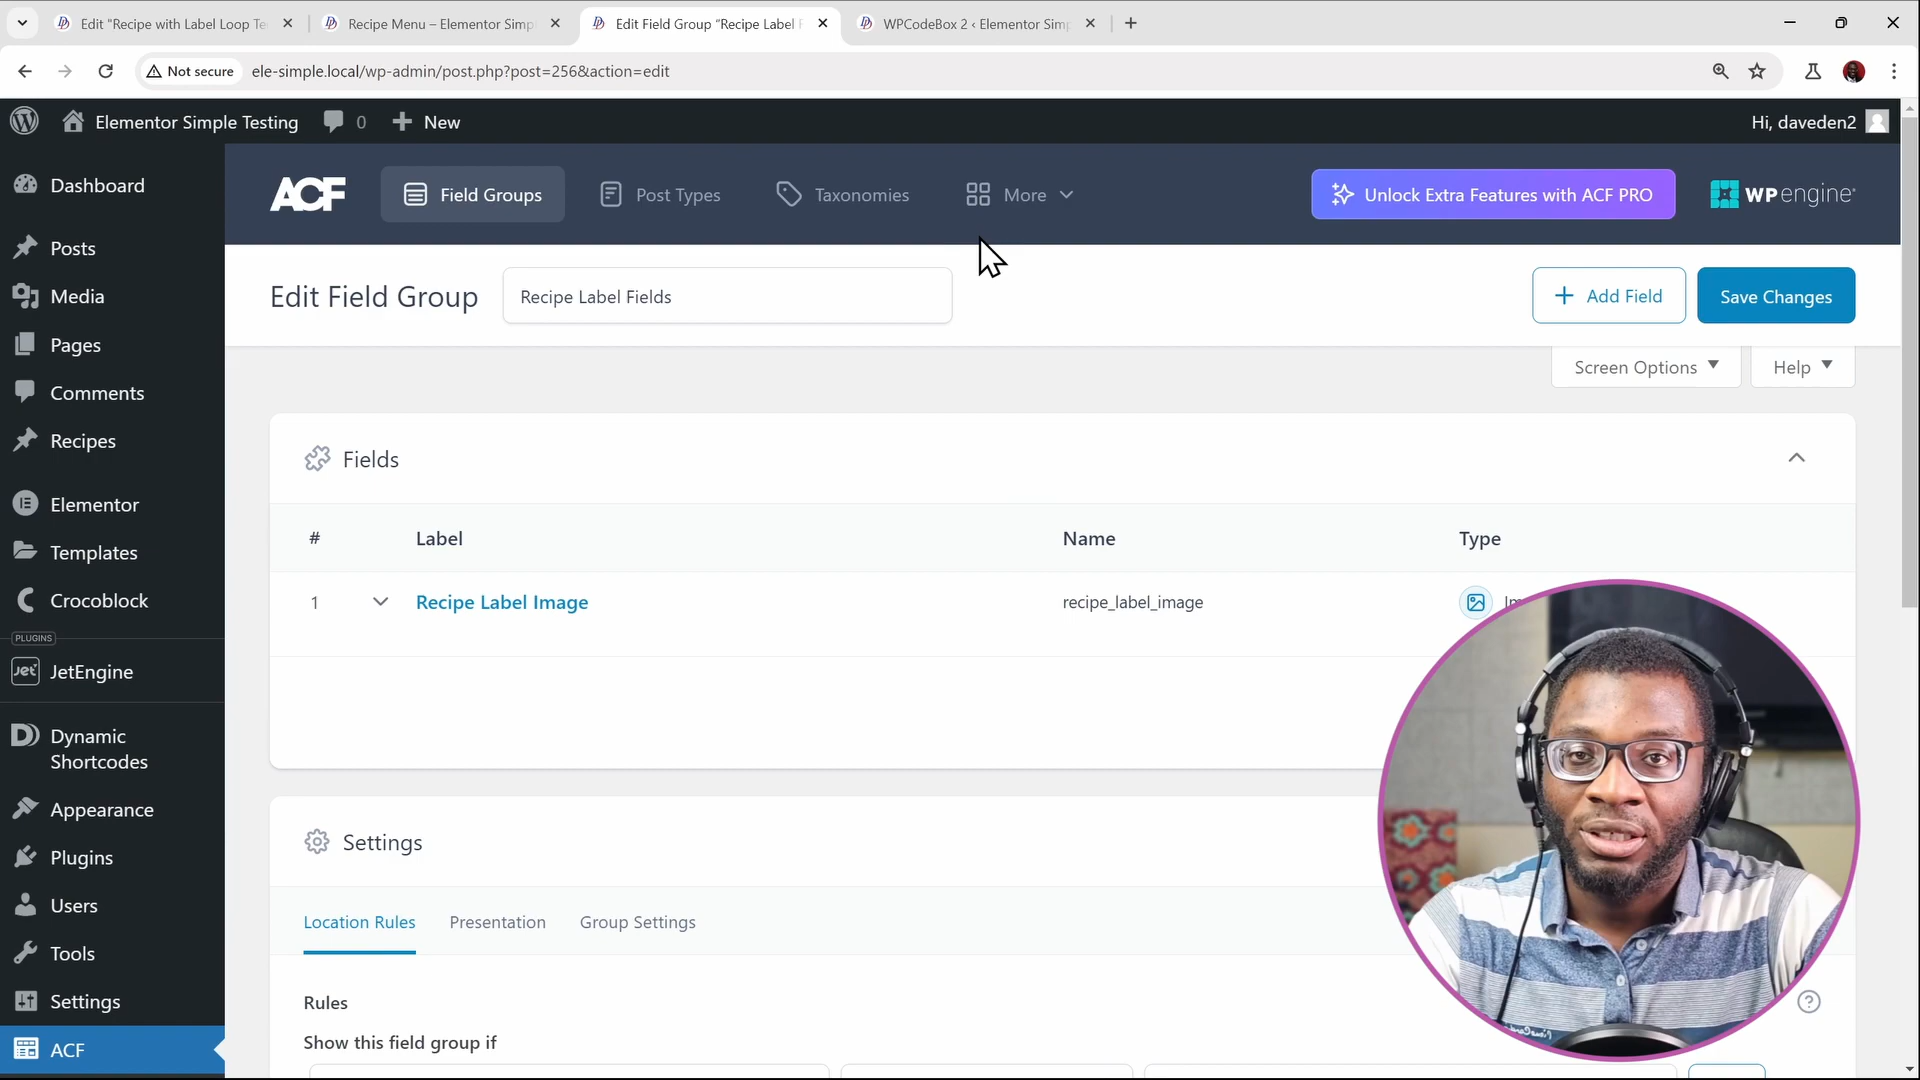 Edit "Recipe with Label Loop Te
Recipe Menu – Elementor Simp
Edit Field Group "Recipe Label F
WPCodeBox 2 ‹ Elementor Simp
Not secure
ele-simple.local/wp-admin/post.php?post=256&action=edit
Elementor Simple Testing
0
New
Hi, daveden2
Dashboard
Posts
Media
Pages
Comments
Recipes
Elementor
Templates
Crocoblock
PLUGINS
Jet JetEngine
Dynamic
Shortcodes
Appearance
Plugins
Users
Tools
Settings
ACF
ACF
Field Groups
Post Types
Taxonomies
More
Unlock Extra Features with ACF PRO
WP engine
Edit Field Group
Recipe Label Fields
+ Add Field
Save Changes
Screen Options
Help
Fields
# Label Name Type
1 Recipe Label Image recipe_label_image
Settings
Location Rules Presentation Group Settings
Rules
Show this field group if